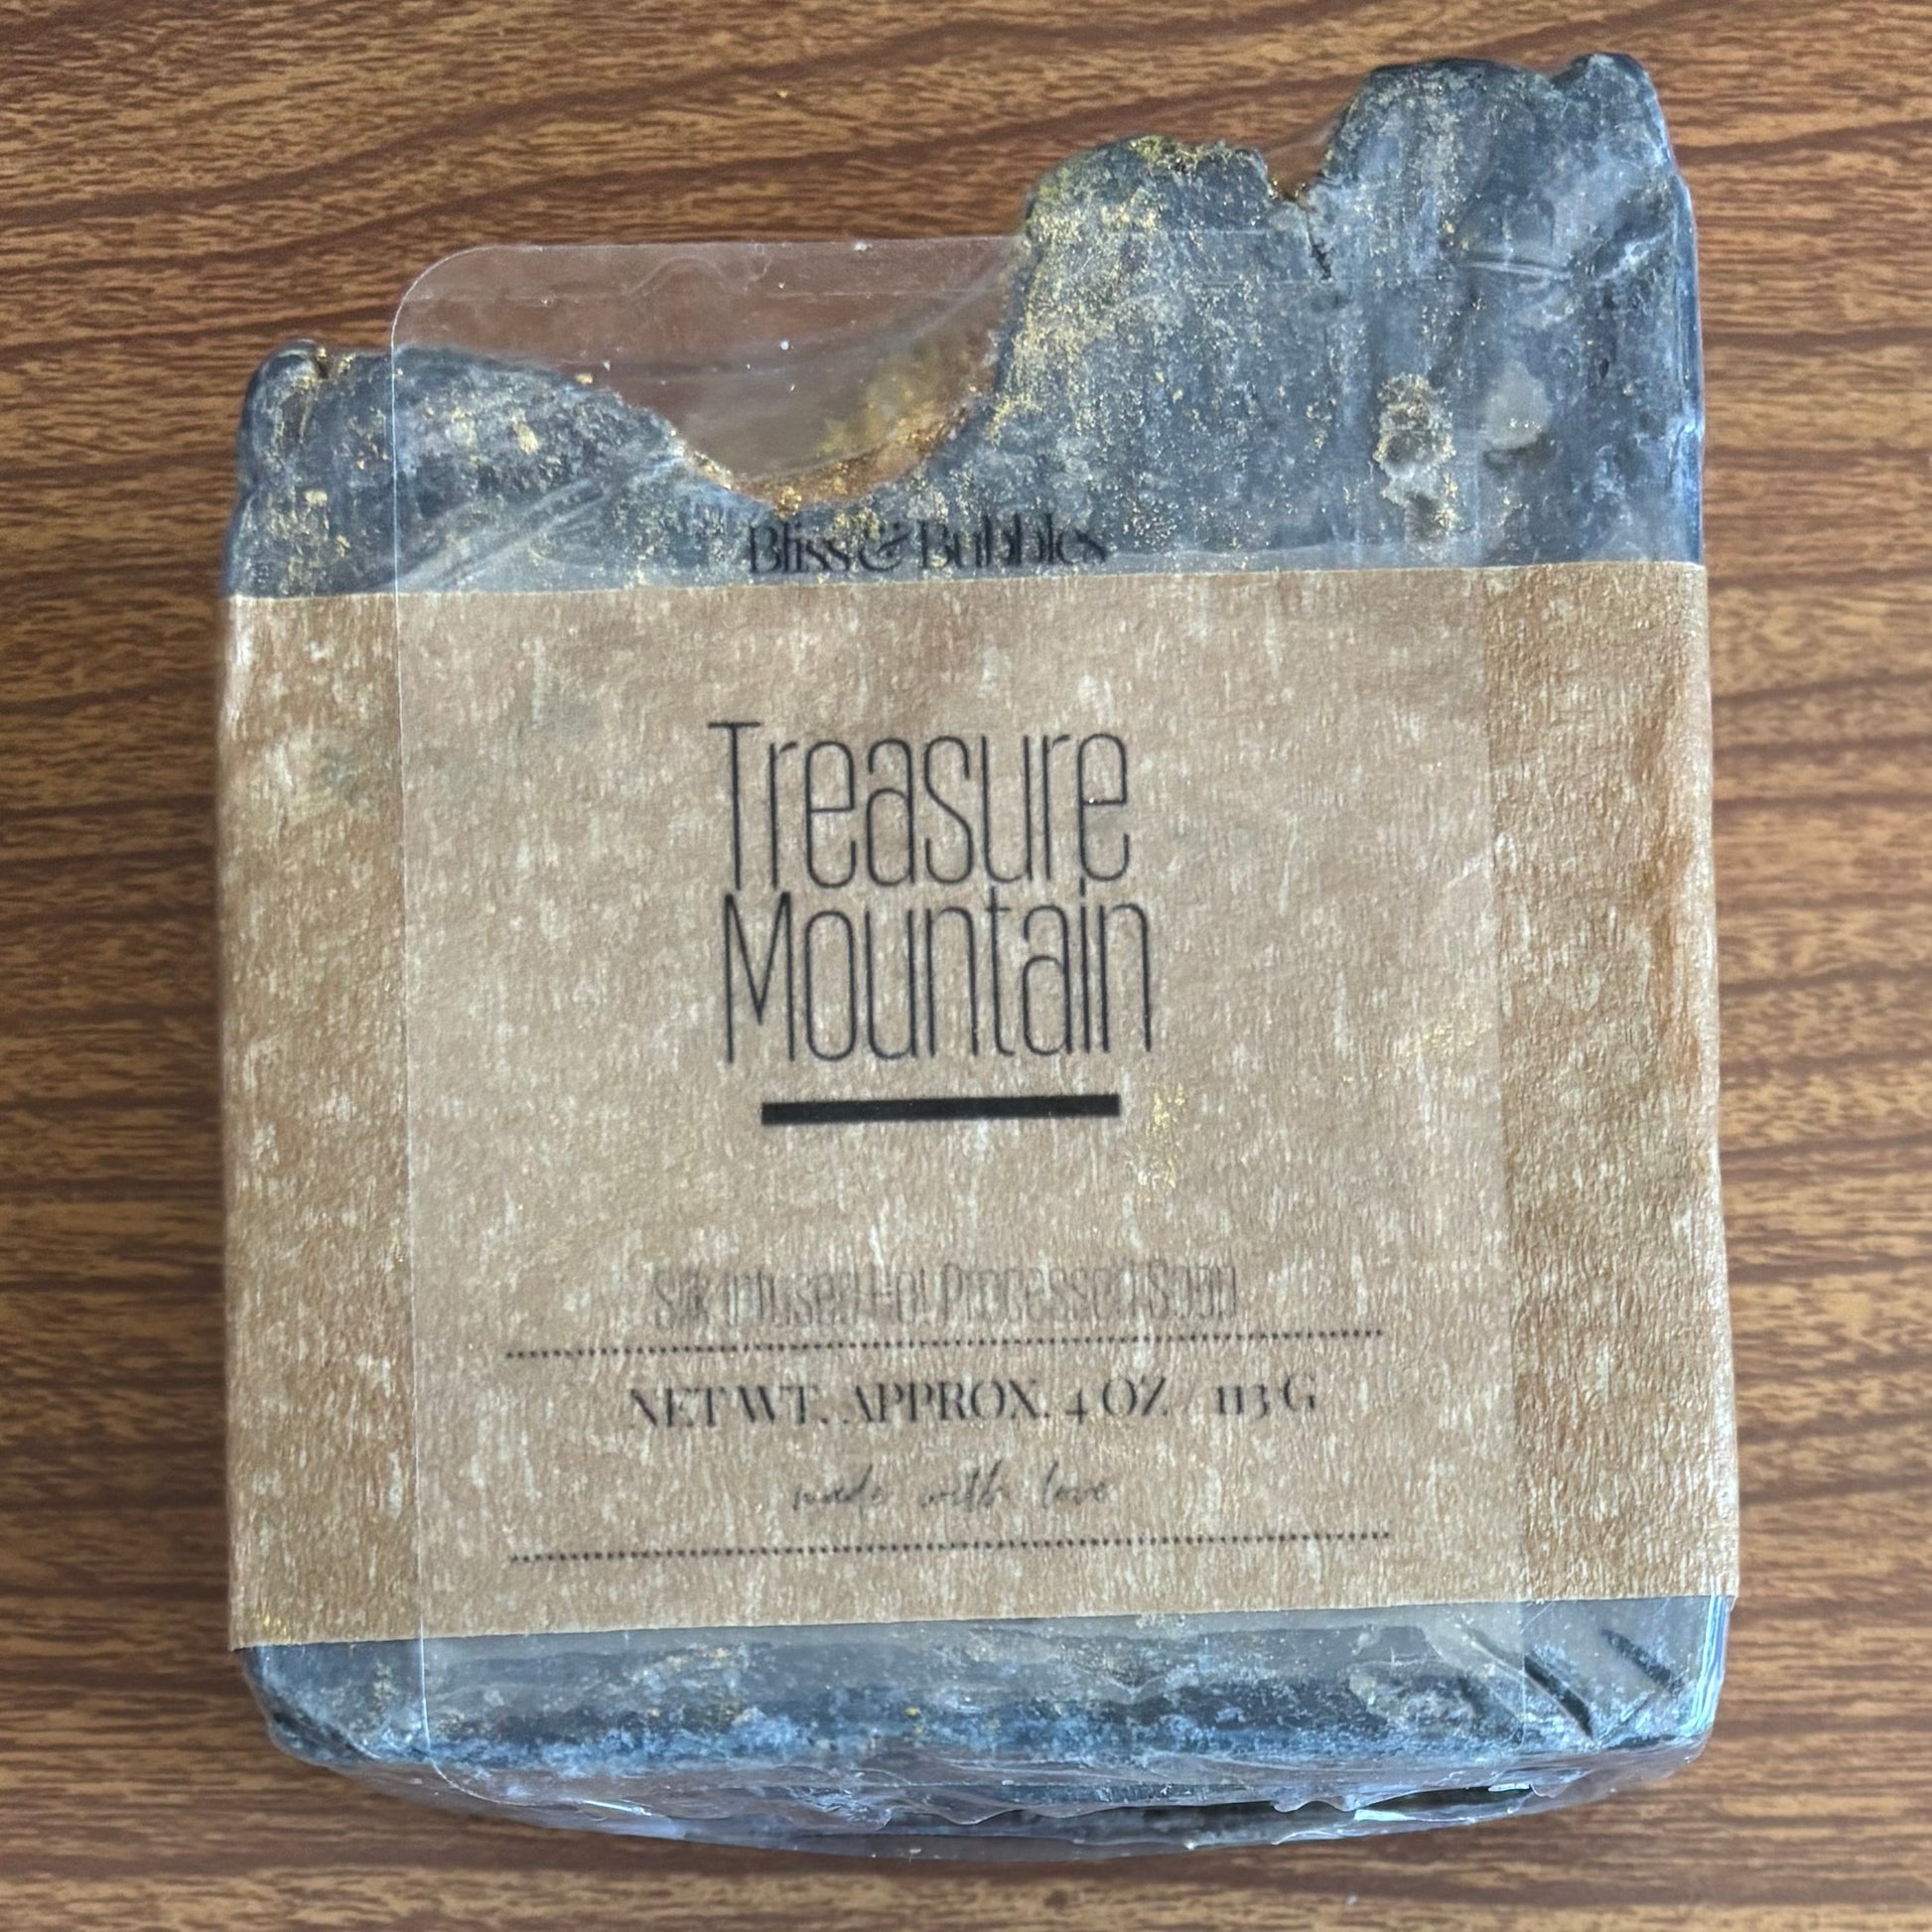 Bliss & Bubbles
Treasure
Mountain
Silk Infused Hot Processed Soap
NET WT. APPROX. 4 OZ 113 G
made with love